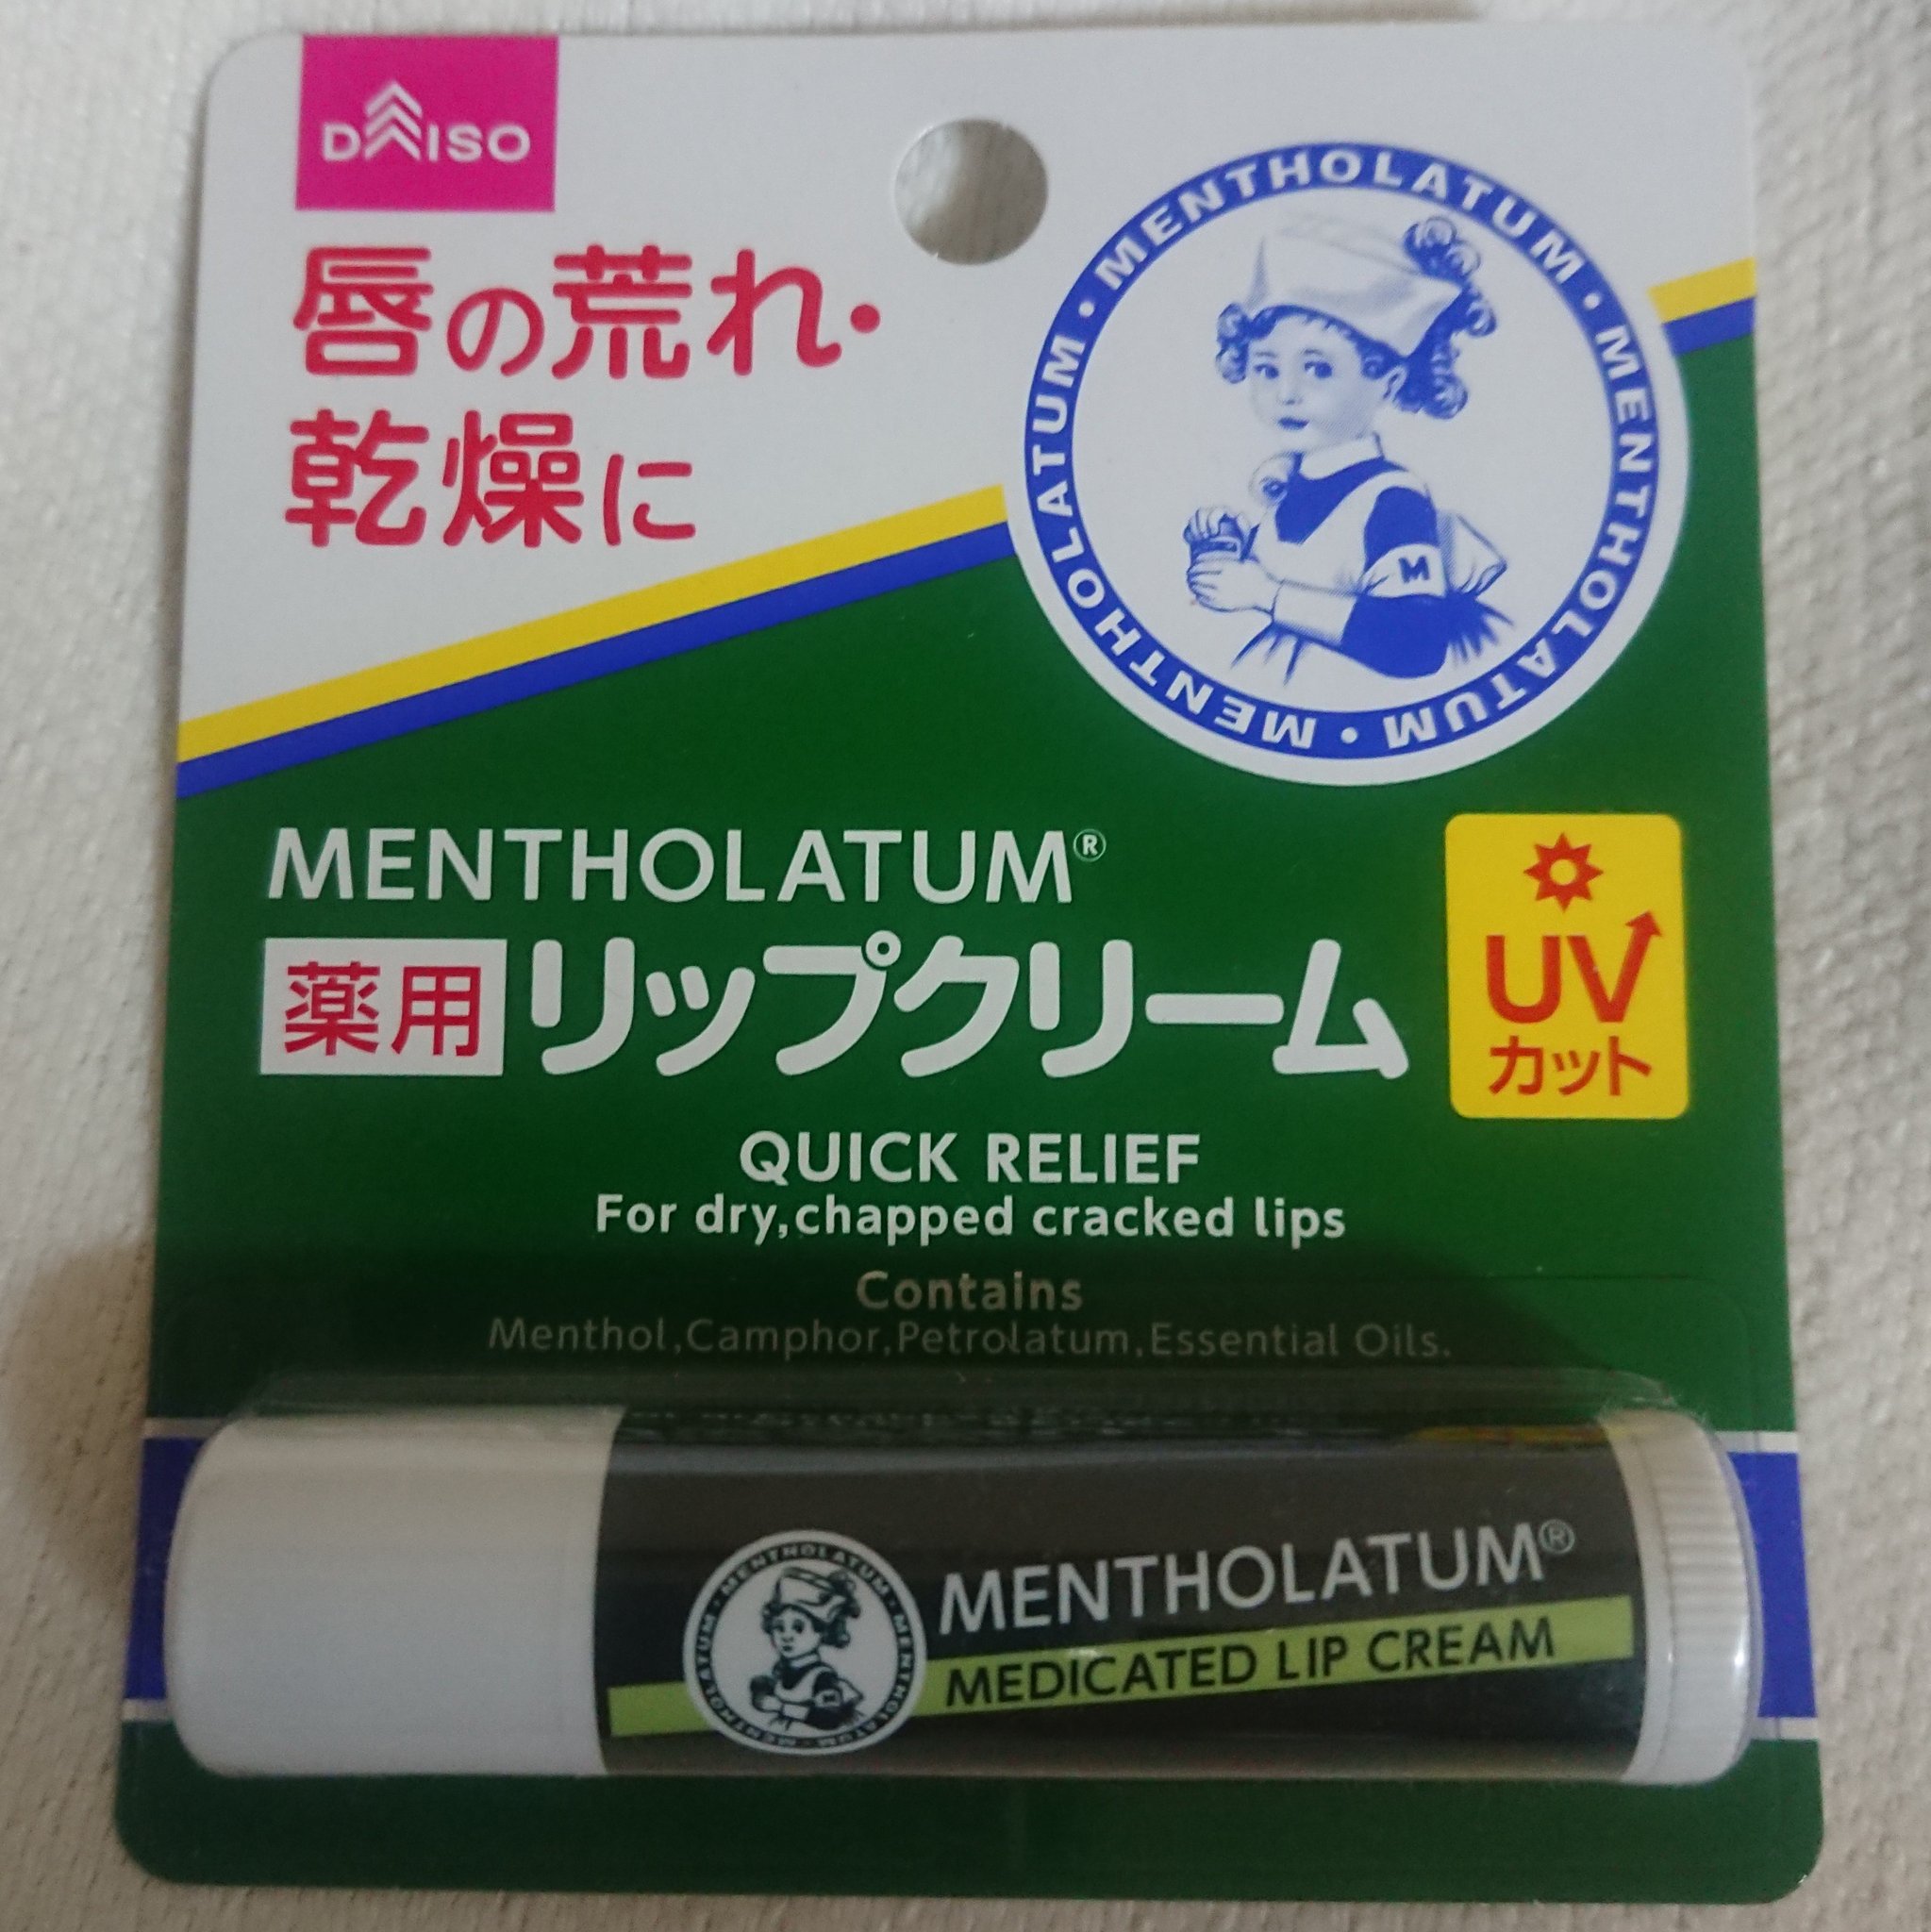 DAISO
唇の荒れ・
乾燥に
MENTHOLATUM・MENTHOLATUM・MENTHOLATUM・
M
MENTHOLATUM®
薬用リップクリーム
UV
カット
QUICK RELIEF
For dry,chapped cracked lips
Contains
Menthol,Camphor,Petrolatum,Essential Oils.
MENTHOLATUM・MENTHOLATUM・MENTHOLATUM・
M
MENTHOLATUM®
MEDICATED LIP CREAM